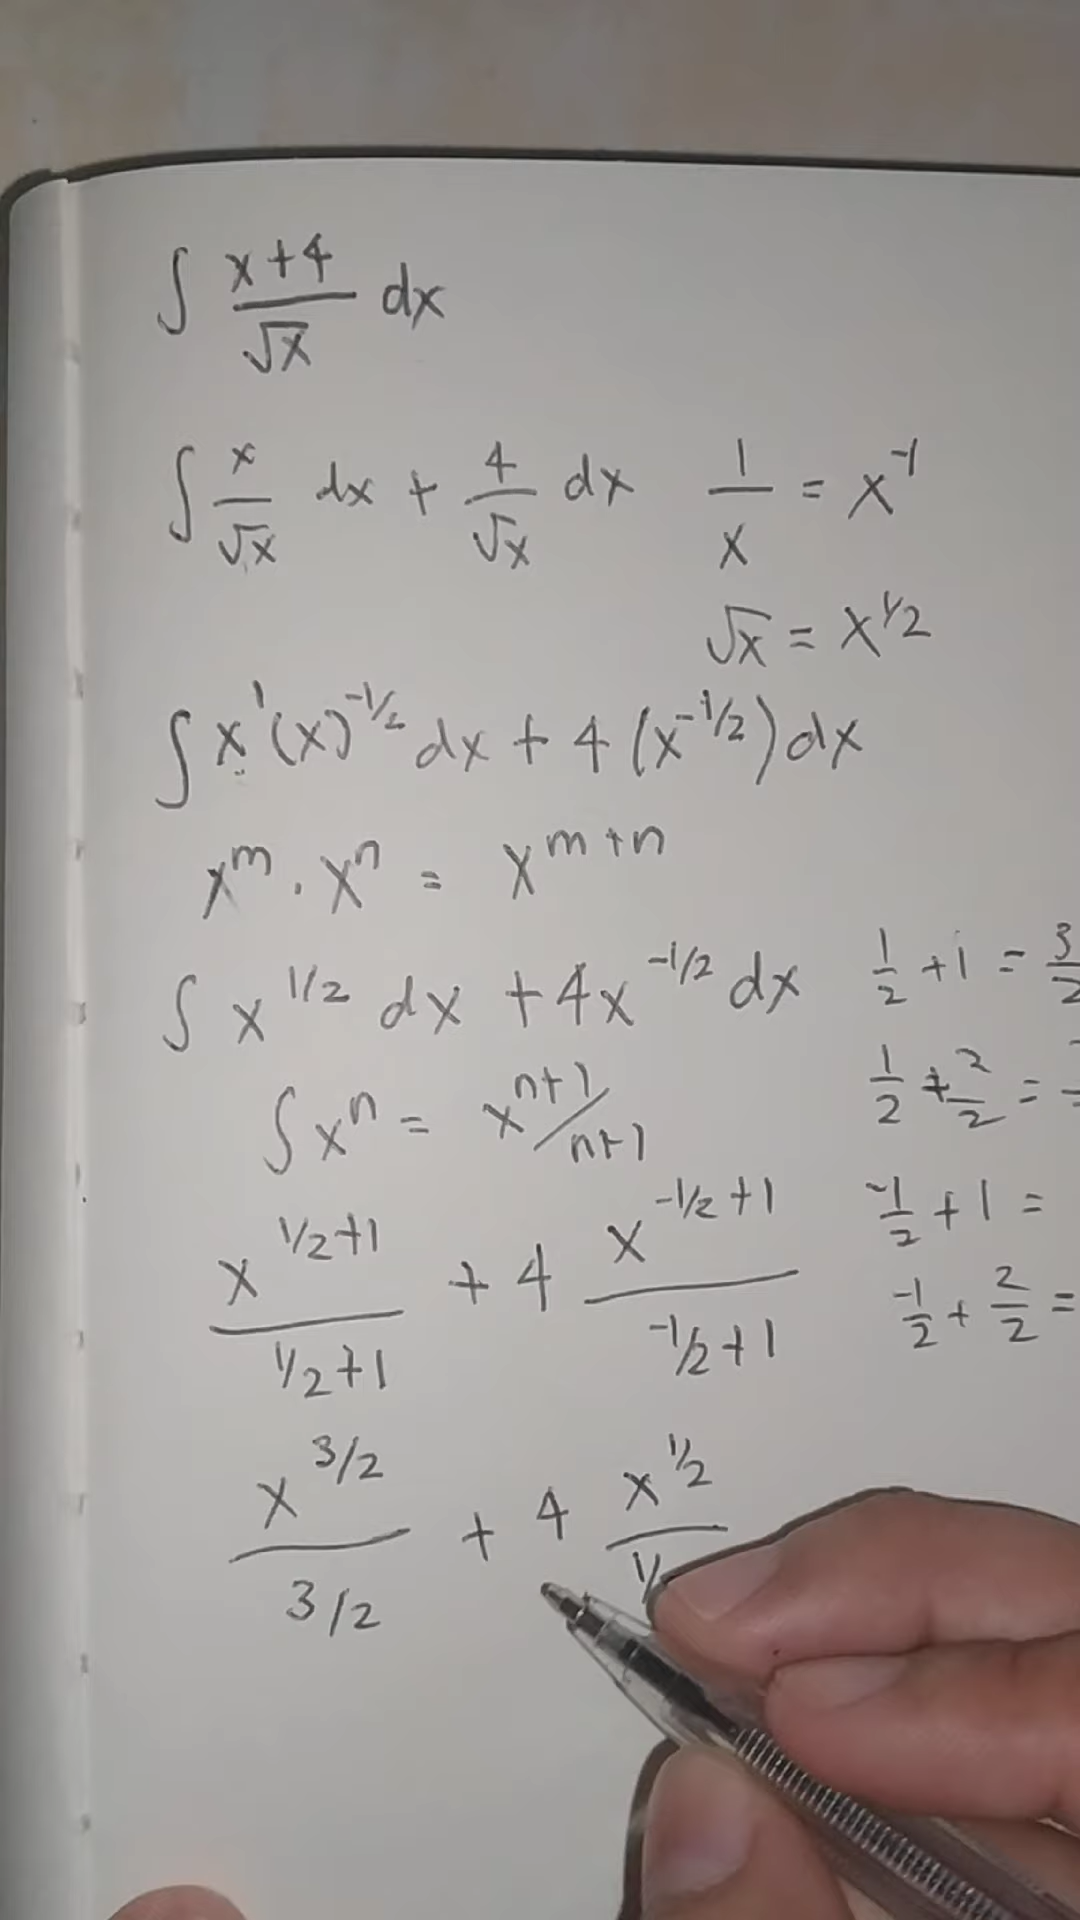 ∫ x+4/√x dx
∫ x/√x dx + 4/√x dx
1/x = x^-1
√x = x^1/2
∫ x^1(x)^-1/2 dx + 4(x^-1/2)dx
x^m · x^n = x^m+n
∫ x^1/2 dx + 4x^-1/2 dx
1/2 + 1 = 3/2
∫ x^n = x^n+1/n+1
1/2 + 2/2 =
x^1/2+1/1/2+1 + 4 x^-1/2+1/-1/2+1
-1/2 + 1 =
-1/2 + 2/2 =
x^3/2/3/2 + 4 x^1/2/1/